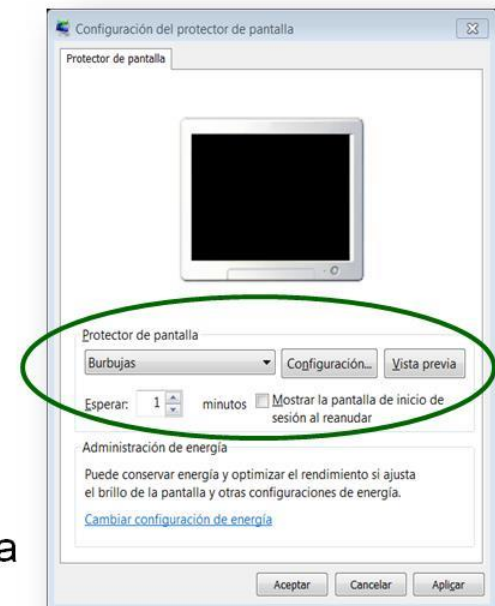 Configuración del protector de pantalla
Protector de pantalla
Protector de pantalla
Burbujas
Configuración...
Vista previa
Esperar: 1 minutos
Mostrar la pantalla de inicio de
sesión al reanudar
Administración de energía
Puede conservar energía y optimizar el rendimiento si ajusta
el brillo de la pantalla y otras configuraciones de energía.
Cambiar configuración de energía
a
Aceptar
Cancelar
Aplicar